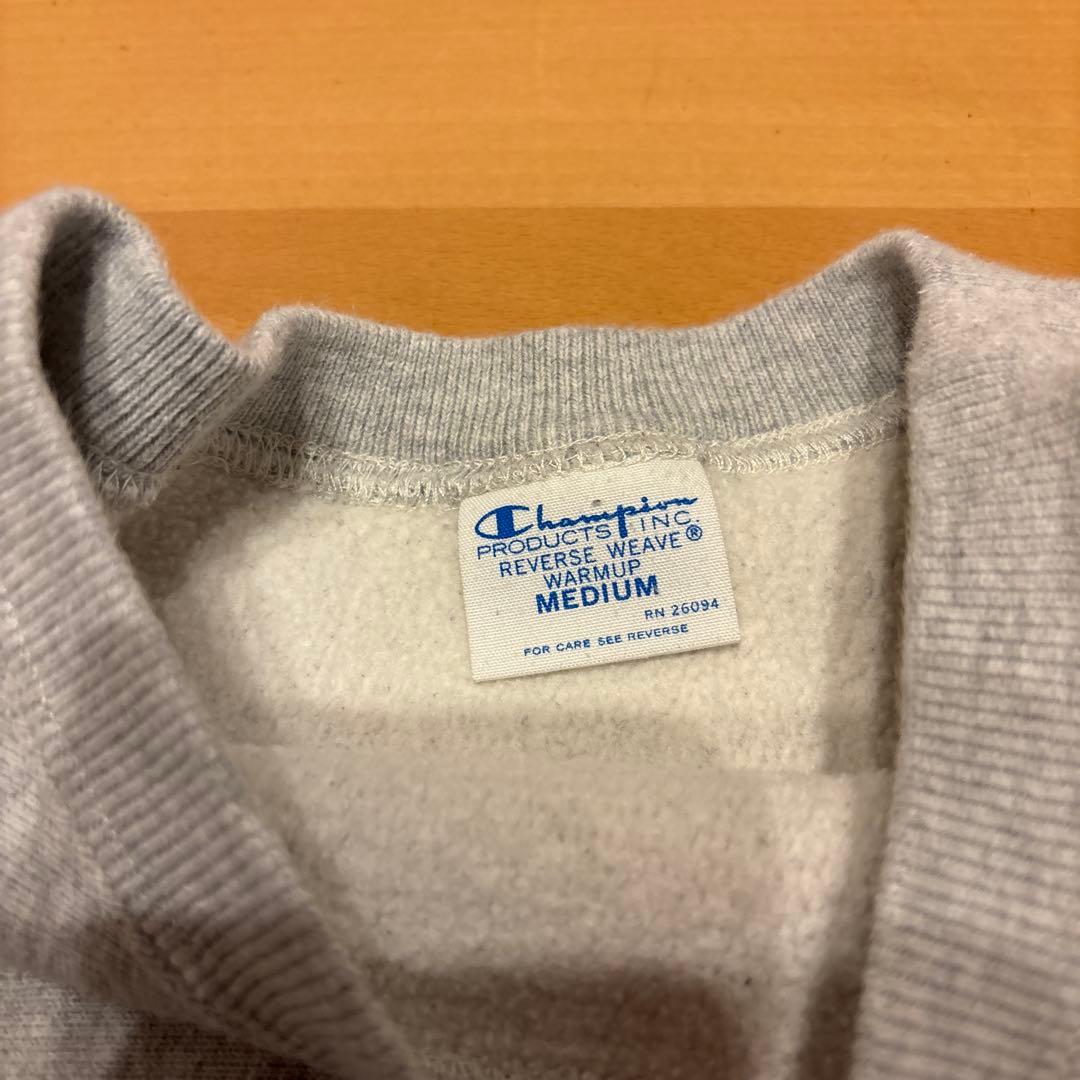 Champion
PRODUCTS INC.
REVERSE WEAVE®
WARMUP
MEDIUM
RN 26094
FOR CARE SEE REVERSE